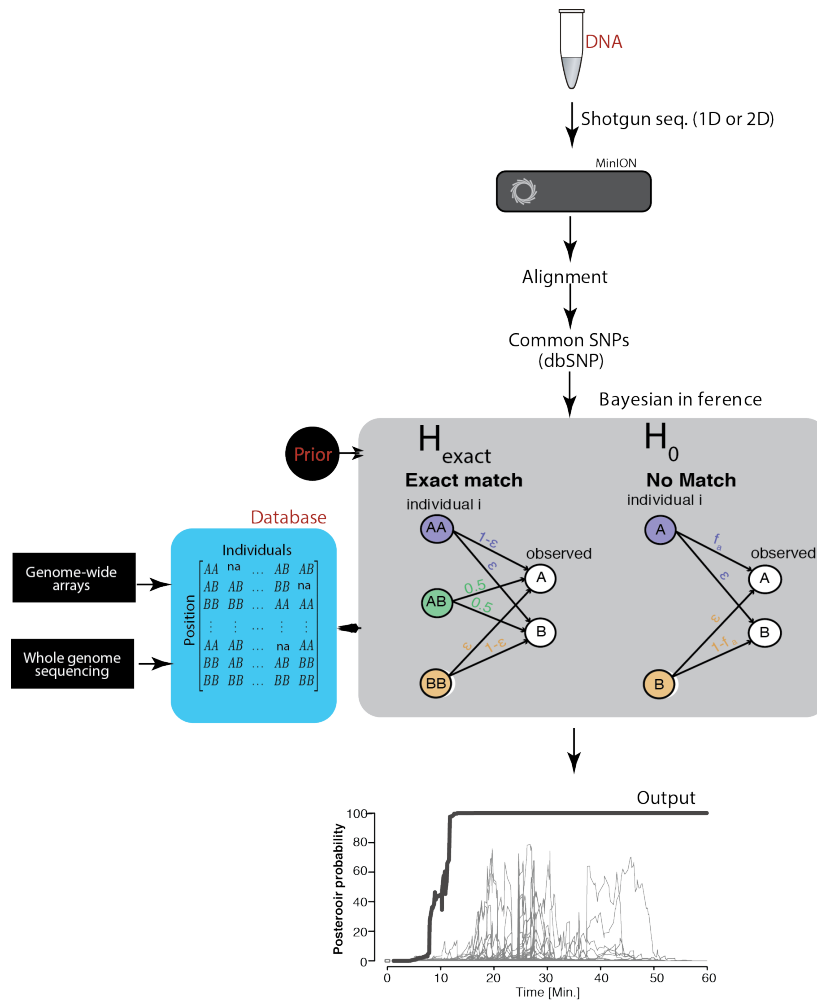 DNA
Shotgun seq. (1D or 2D)
MinION
Alignment
Common SNPs
(dbSNP)
Bayesian in ference
Prior
H exact
Exact match
individual i
AA
AB
BB
1-ε
ε
0.5
0.5
ε
1-ε
observed
A
B
H 0
No Match
individual i
A
B
f a
ε
ε
1-f a
observed
A
B
Database
Individuals
Position
AA na ... AB AB
AB AB ... BB na
BB BB ... AA AA
⋮ ⋮ ... ⋮ ⋮
AA AB ... na AA
BB AB ... AB BB
BB BB ... BB BB
Genome-wide
arrays
Whole genome
sequencing
Output
Posterooir probability
100
80
60
40
20
0
0 10 20 30 40 50 60
Time [Min.]